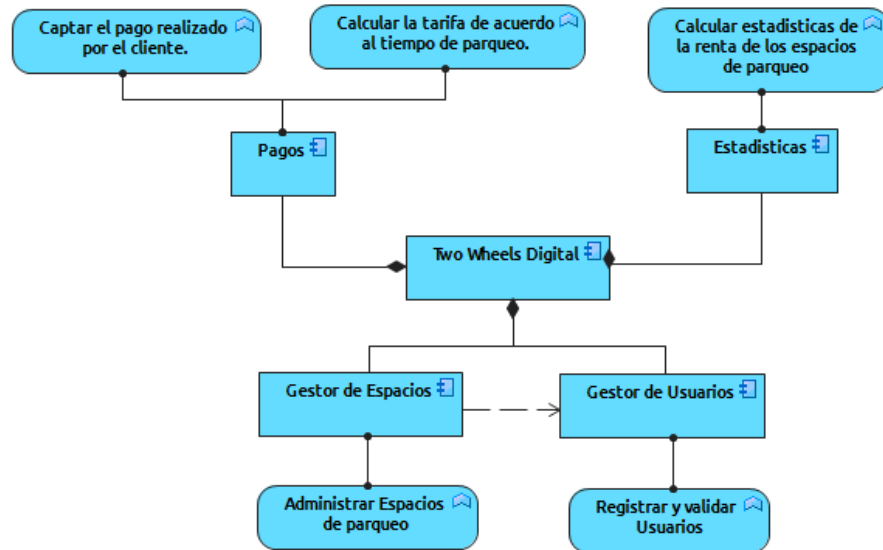 Captar el pago realizado
por el cliente.
Calcular la tarifa de acuerdo
al tiempo de parqueo.
Calcular estadisticas de
la renta de los espacios
de parqueo
Pagos
Estadisticas
Two Wheels Digital
Gestor de Espacios
Gestor de Usuarios
Administrar Espacios
de parqueo
Registrar y validar
Usuarios